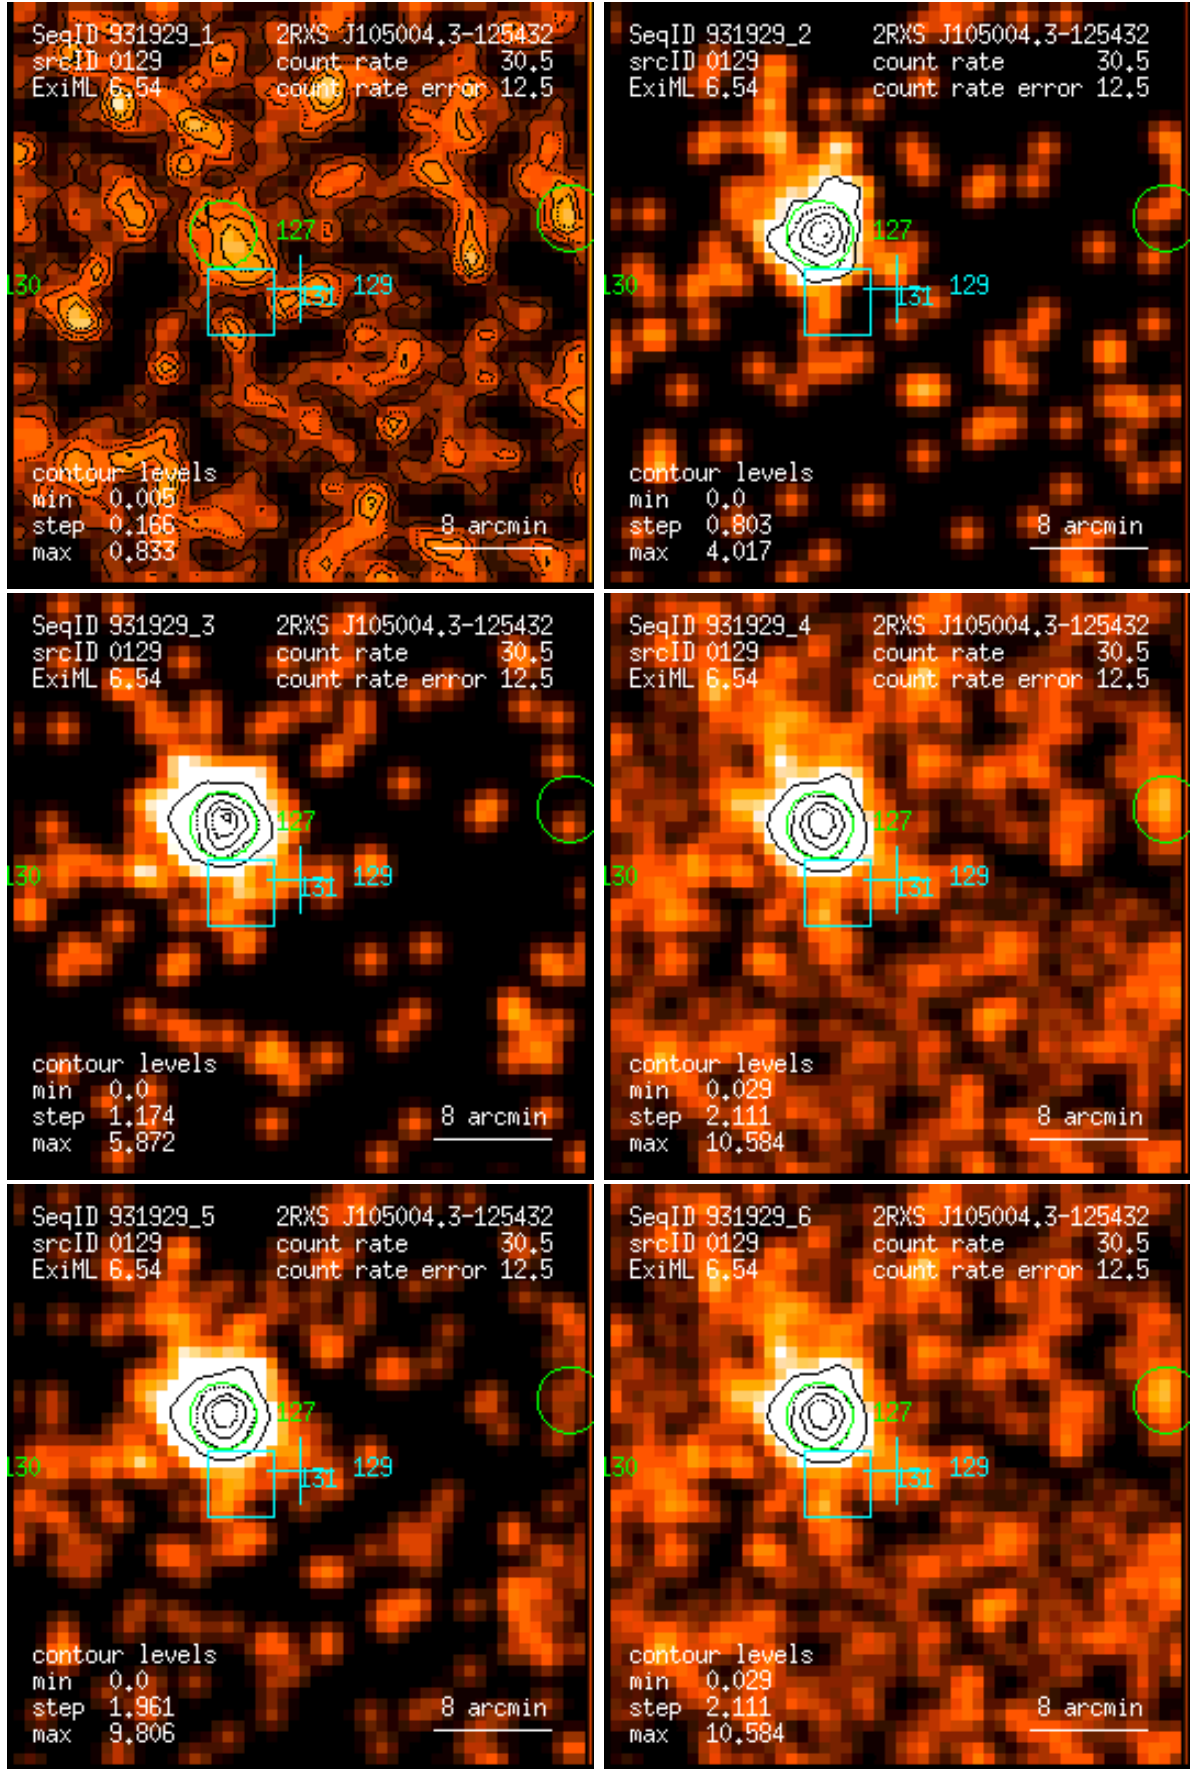 SeqID 931929_1 2RXS J105004.3-125432
srcID 0129 count rate 30.5
ExiML 6.54 count rate error 12.5
127
130
131 129
contour levels
min 0.005
step 0.166 8 arcmin
max 0.833
SeqID 931929_2 2RXS J105004.3-125432
srcID 0129 count rate 30.5
ExiML 6.54 count rate error 12.5
127
130
131 129
contour levels
min 0.0
step 0.803 8 arcmin
max 4.017
SeqID 931929_3 2RXS J105004.3-125432
srcID 0129 count rate 30.5
ExiML 6.54 count rate error 12.5
127
130
131 129
contour levels
min 0.0
step 1.174 8 arcmin
max 5.872
SeqID 931929_4 2RXS J105004.3-125432
srcID 0129 count rate 30.5
ExiML 6.54 count rate error 12.5
127
130
131 129
contour levels
min 0.029
step 2.111 8 arcmin
max 10.584
SeqID 931929_5 2RXS J105004.3-125432
srcID 0129 count rate 30.5
ExiML 6.54 count rate error 12.5
127
130
131 129
contour levels
min 0.0
step 1.961 8 arcmin
max 9.806
SeqID 931929_6 2RXS J105004.3-125432
srcID 0129 count rate 30.5
ExiML 6.54 count rate error 12.5
127
130
131 129
contour levels
min 0.029
step 2.111 8 arcmin
max 10.584